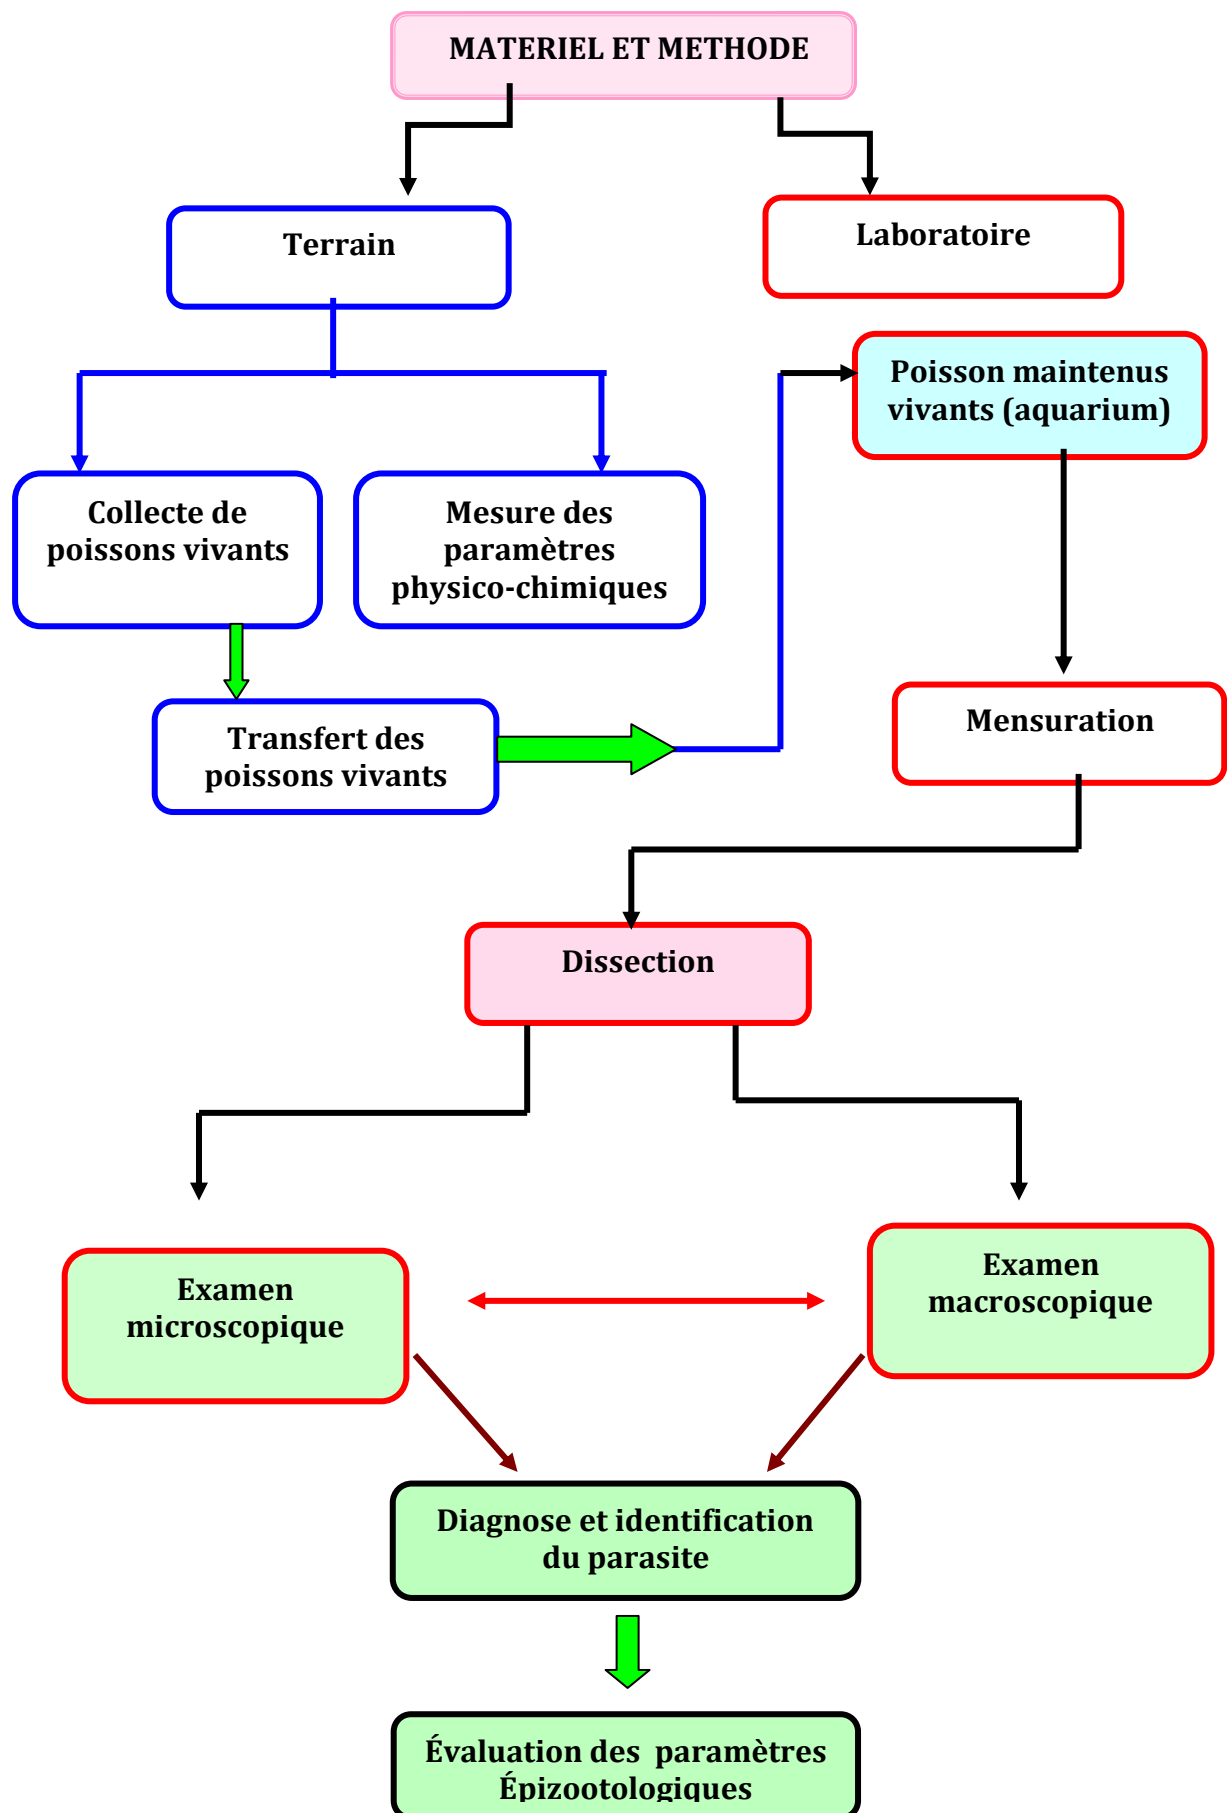 MATERIEL ET METHODE
Terrain
Laboratoire
Poisson maintenus
vivants (aquarium)
Collecte de
poissons vivants
Mesure des
paramètres
physico-chimiques
Transfert des
poissons vivants
Mensuration
Dissection
Examen
microscopique
Examen
macroscopique
Diagnose et identification
du parasite
Évaluation des  paramètres
Épizootologiques